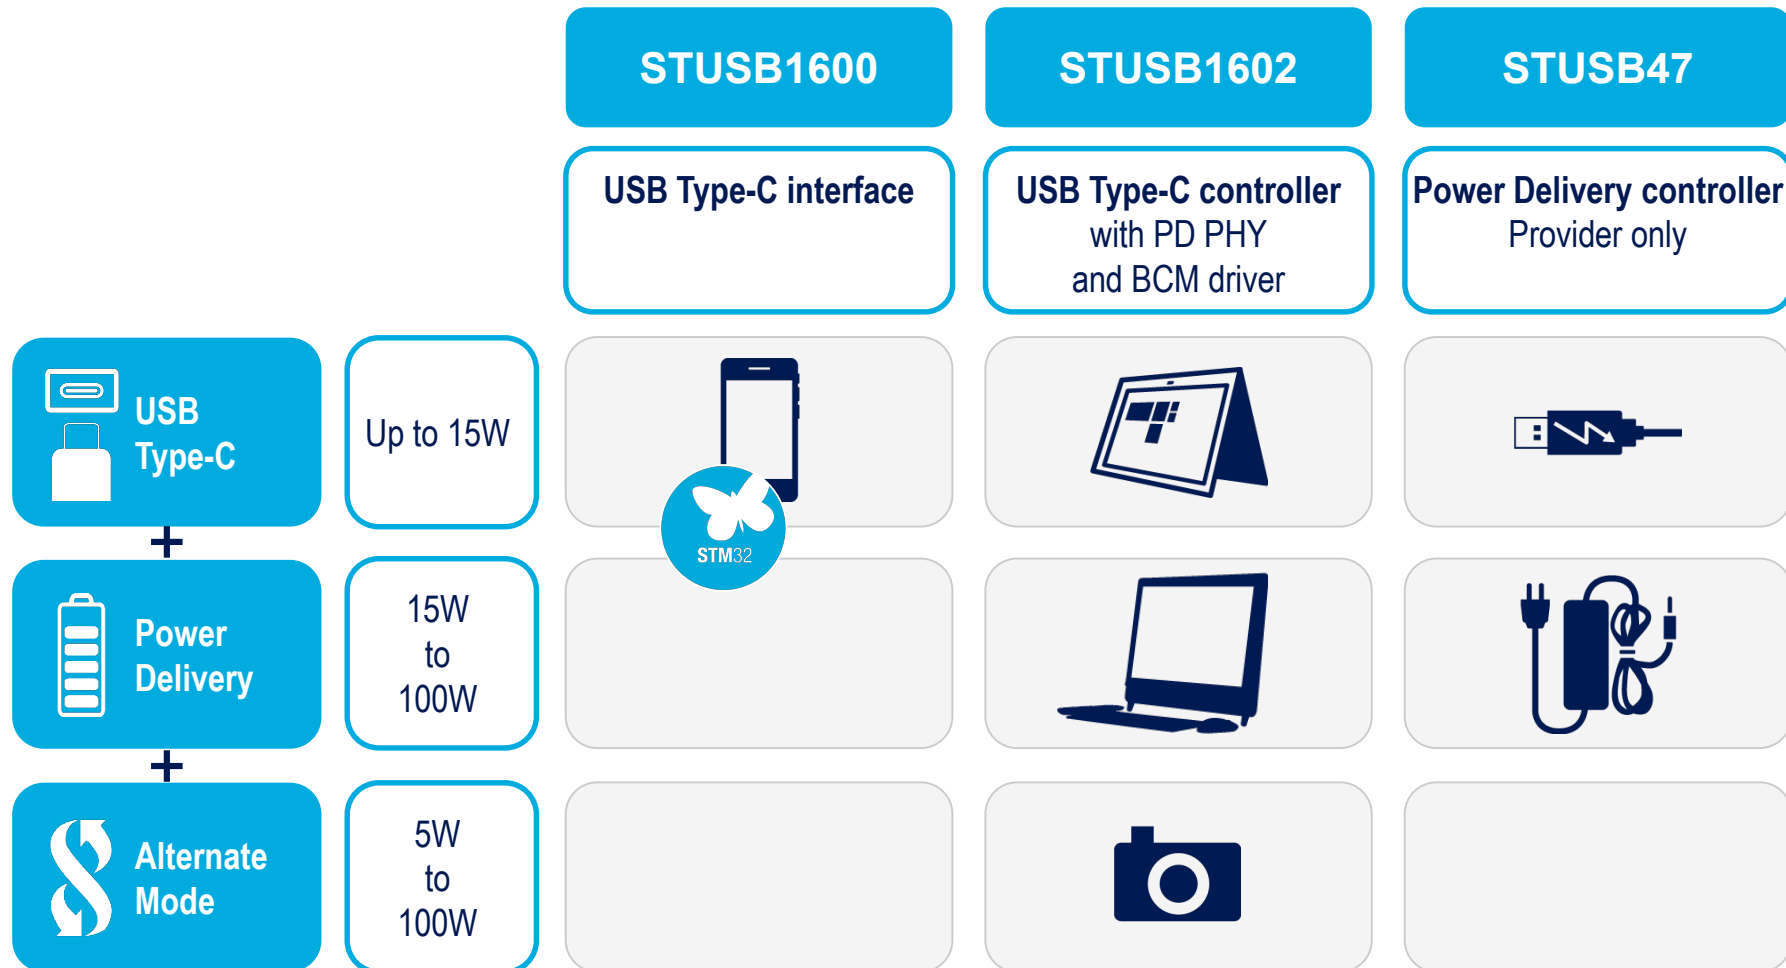 STUSB1600
STUSB1602
STUSB47
USB Type-C interface
USB Type-C controller
with PD PHY
and BCM driver
Power Delivery controller
Provider only
USB
Type-C
Up to 15W
STM32
+
Power
Delivery
15W
to
100W
+
Alternate
Mode
5W
to
100W